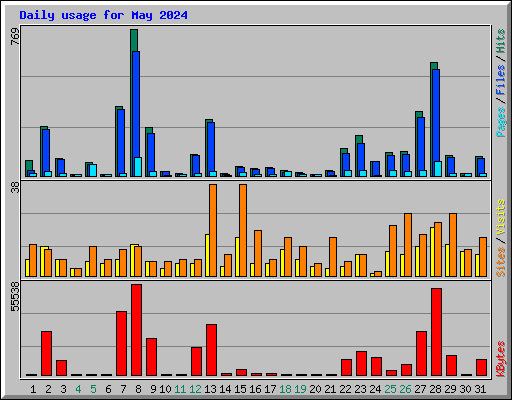 Daily usage for May 2024
769
Pages / Files / Hits
38
Sites / Visits
55538
KBytes
1 2 3 4 5 6 7 8 9 10 11 12 13 14 15 16 17 18 19 20 21 22 23 24 25 26 27 28 29 30 31